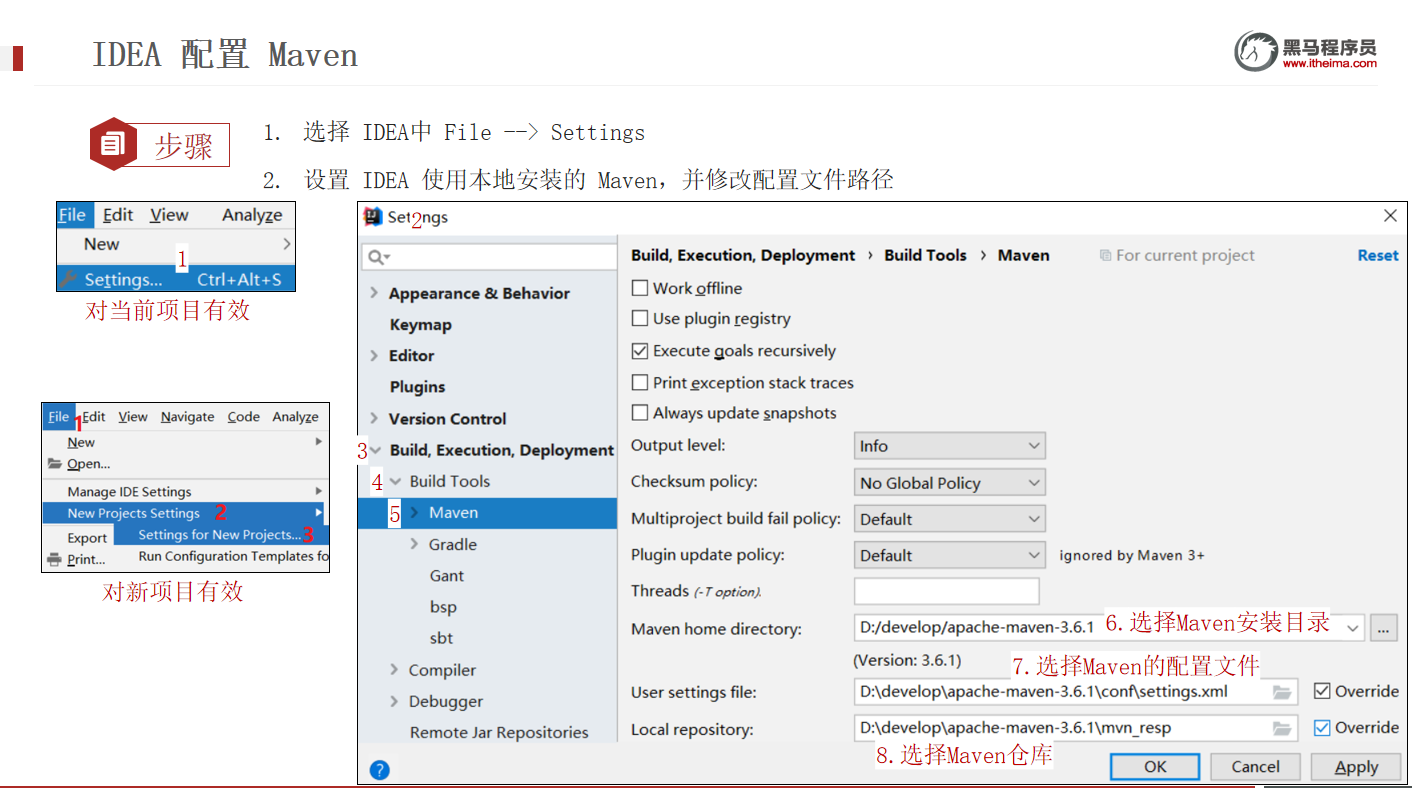 IDEA 配置 Maven
黑马程序员
www.itheima.com
步骤
1. 选择 IDEA中 File --> Settings
2. 设置 IDEA 使用本地安装的 Maven，并修改配置文件路径
File Edit View Analyze
New
1
Settings... Ctrl+Alt+S
对当前项目有效
File 1 Edit View Navigate Code Analyze
New
Open...
Manage IDE Settings
New Projects Settings 2
Export
Settings for New Projects... 3
Print...
Run Configuration Templates fo
对新项目有效
2
Appearance & Behavior
Keymap
Editor
Plugins
Version Control
3 Build, Execution, Deployment
4 Build Tools
5 Maven
Gradle
Gant
bsp
sbt
Compiler
Debugger
Remote Jar Repositories
?
Build, Execution, Deployment › Build Tools › Maven For current project Reset
Work offline
Use plugin registry
Execute goals recursively
Print exception stack traces
Always update snapshots
Output level: Info
Checksum policy: No Global Policy
Multiproject build fail policy: Default
Plugin update policy: Default ignored by Maven 3+
Threads (-T option).
Maven home directory: D:/develop/apache-maven-3.6.1 6.选择Maven安装目录 ...
(Version: 3.6.1)
7.选择Maven的配置文件
User settings file: D:\develop\apache-maven-3.6.1\conf\settings.xml Override
Local repository: D:\develop\apache-maven-3.6.1\mvn_resp Override
8.选择Maven仓库
OK Cancel Apply